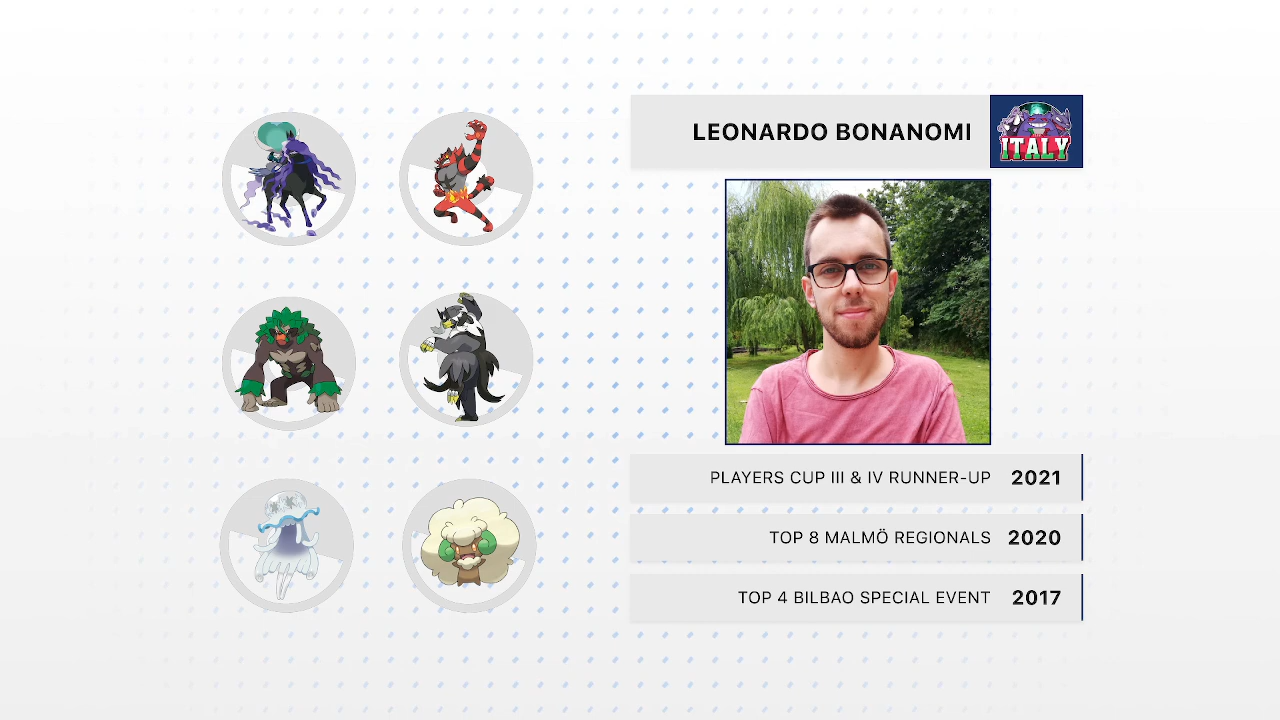 LEONARDO BONANOMI
ITALY
PLAYERS CUP III & IV RUNNER-UP 2021
TOP 8 MALMÖ REGIONALS 2020
TOP 4 BILBAO SPECIAL EVENT 2017